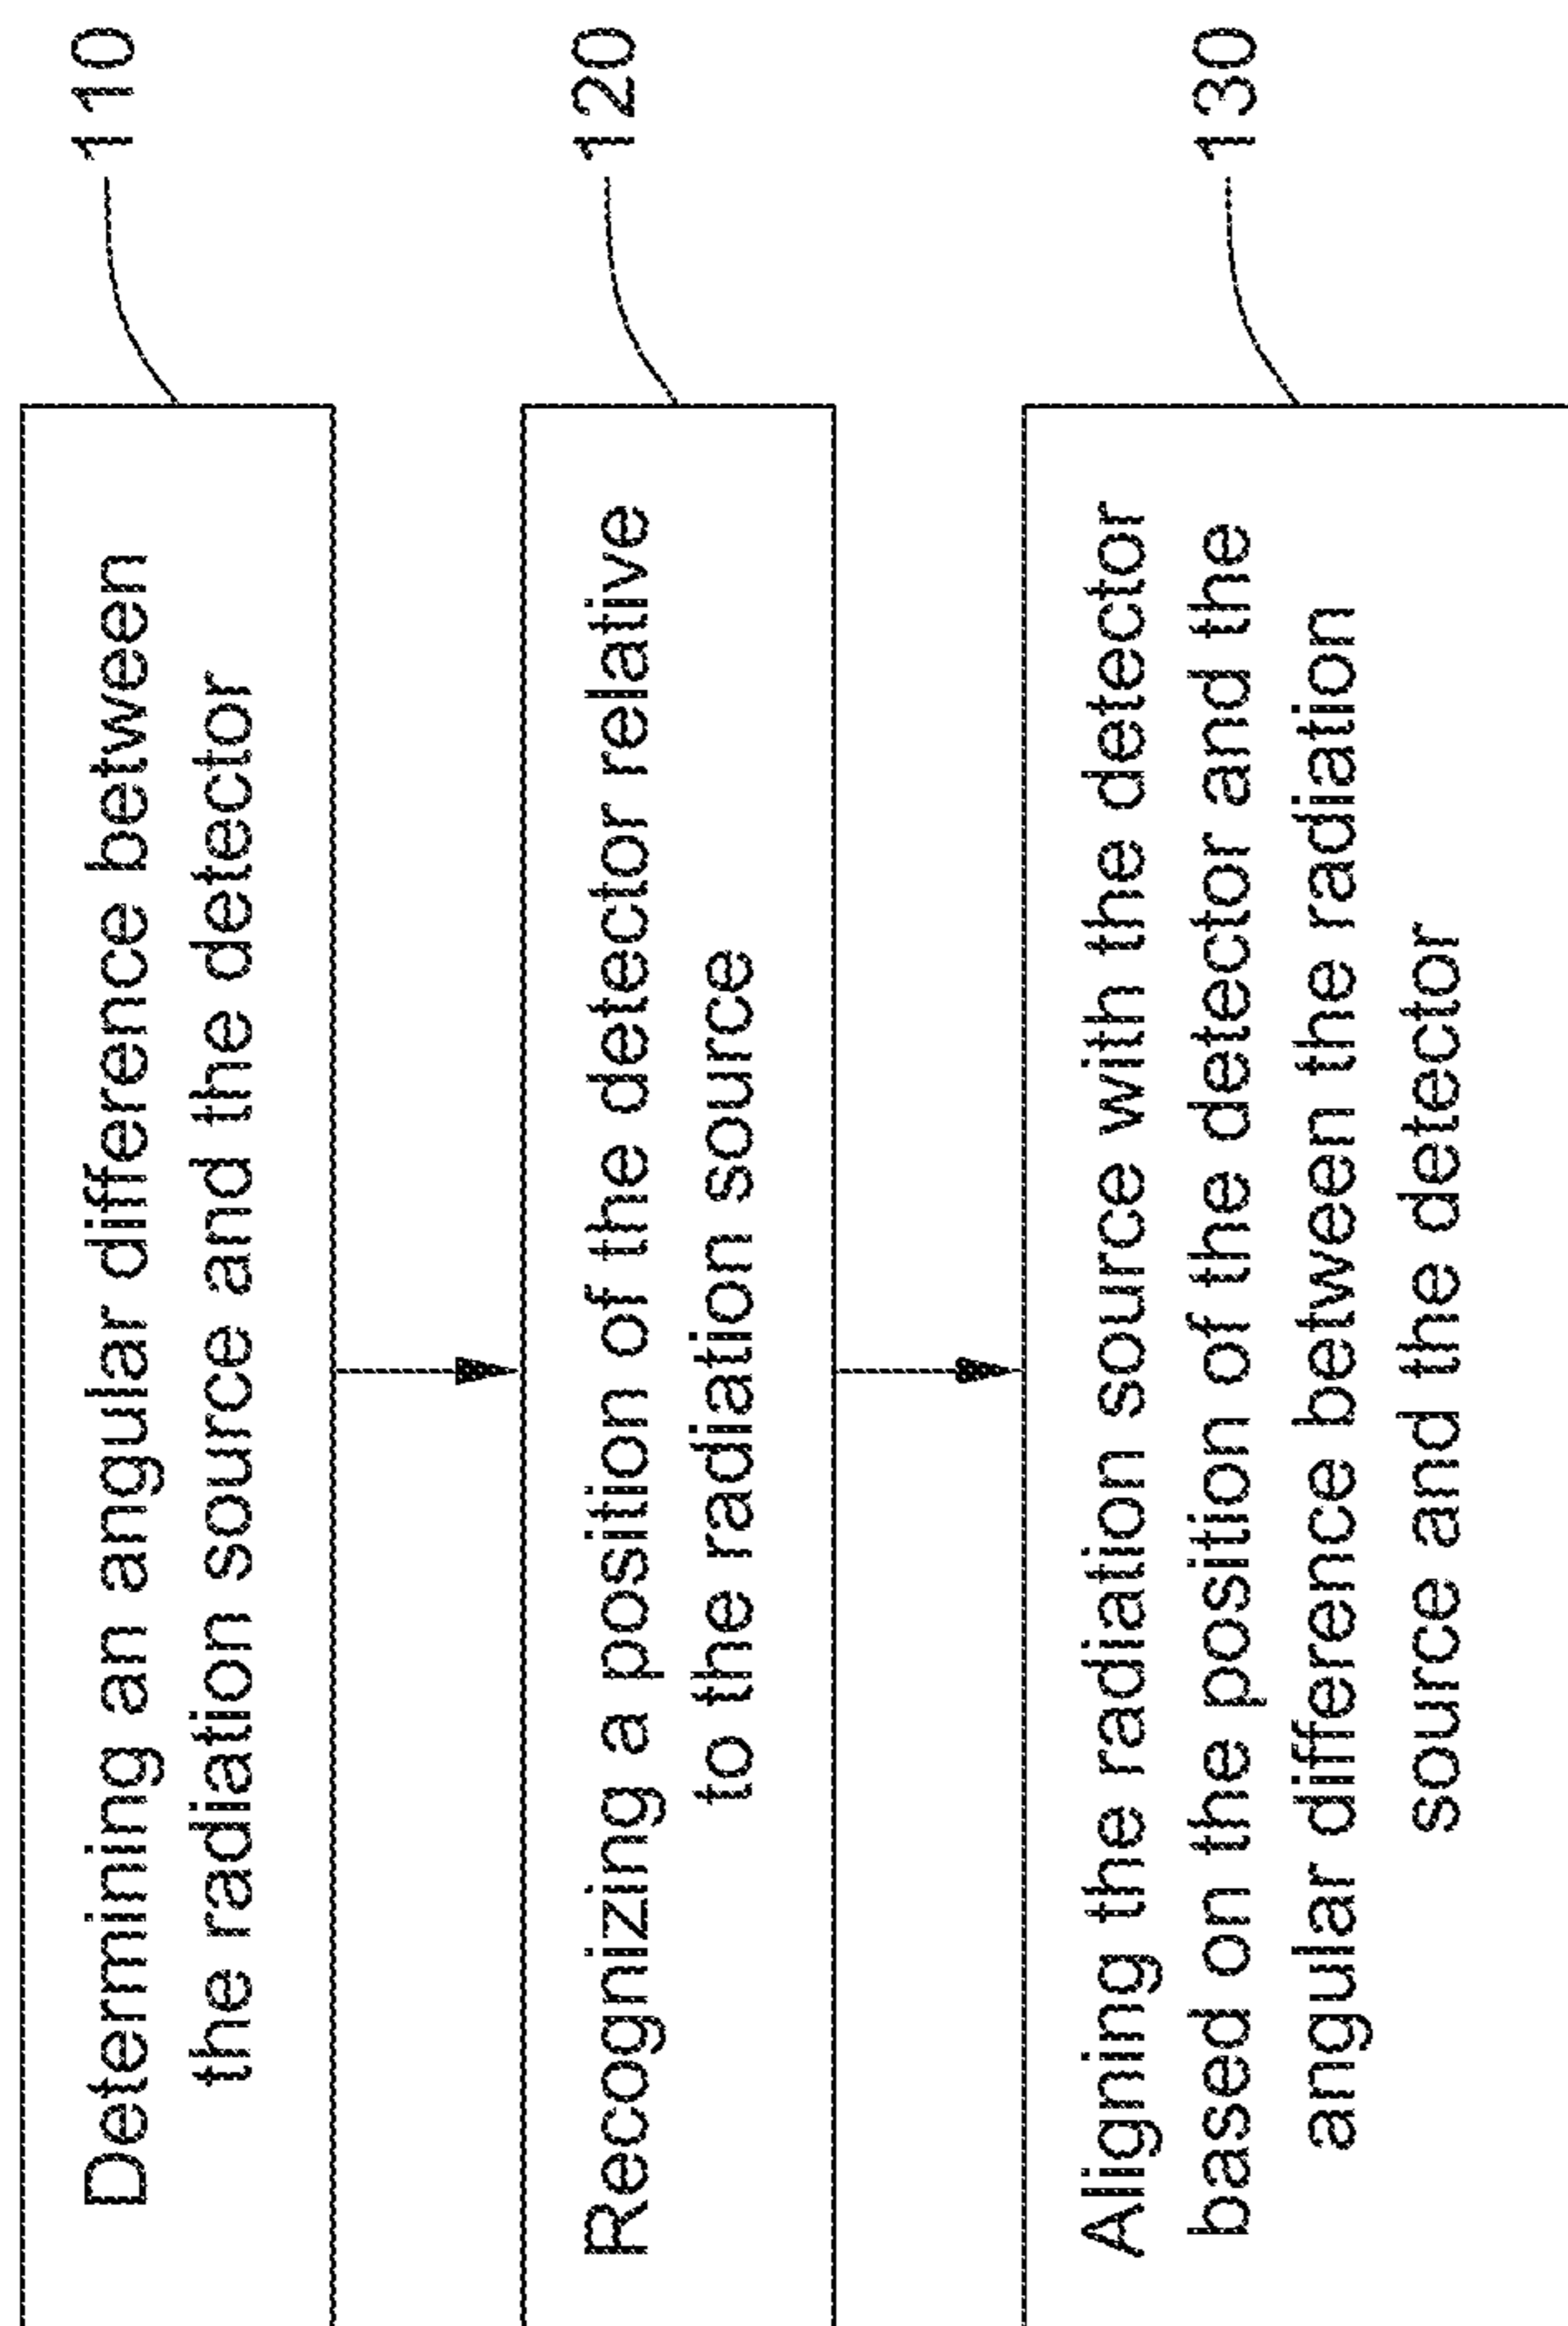 110
Determining an angular difference between
the radiation source and the detector
120
Recognizing a position of the detector relative
to the radiation source
130
Aligning the radiation source with the detector
based on the position of the detector and the
angular difference between the radiation
source and the detector